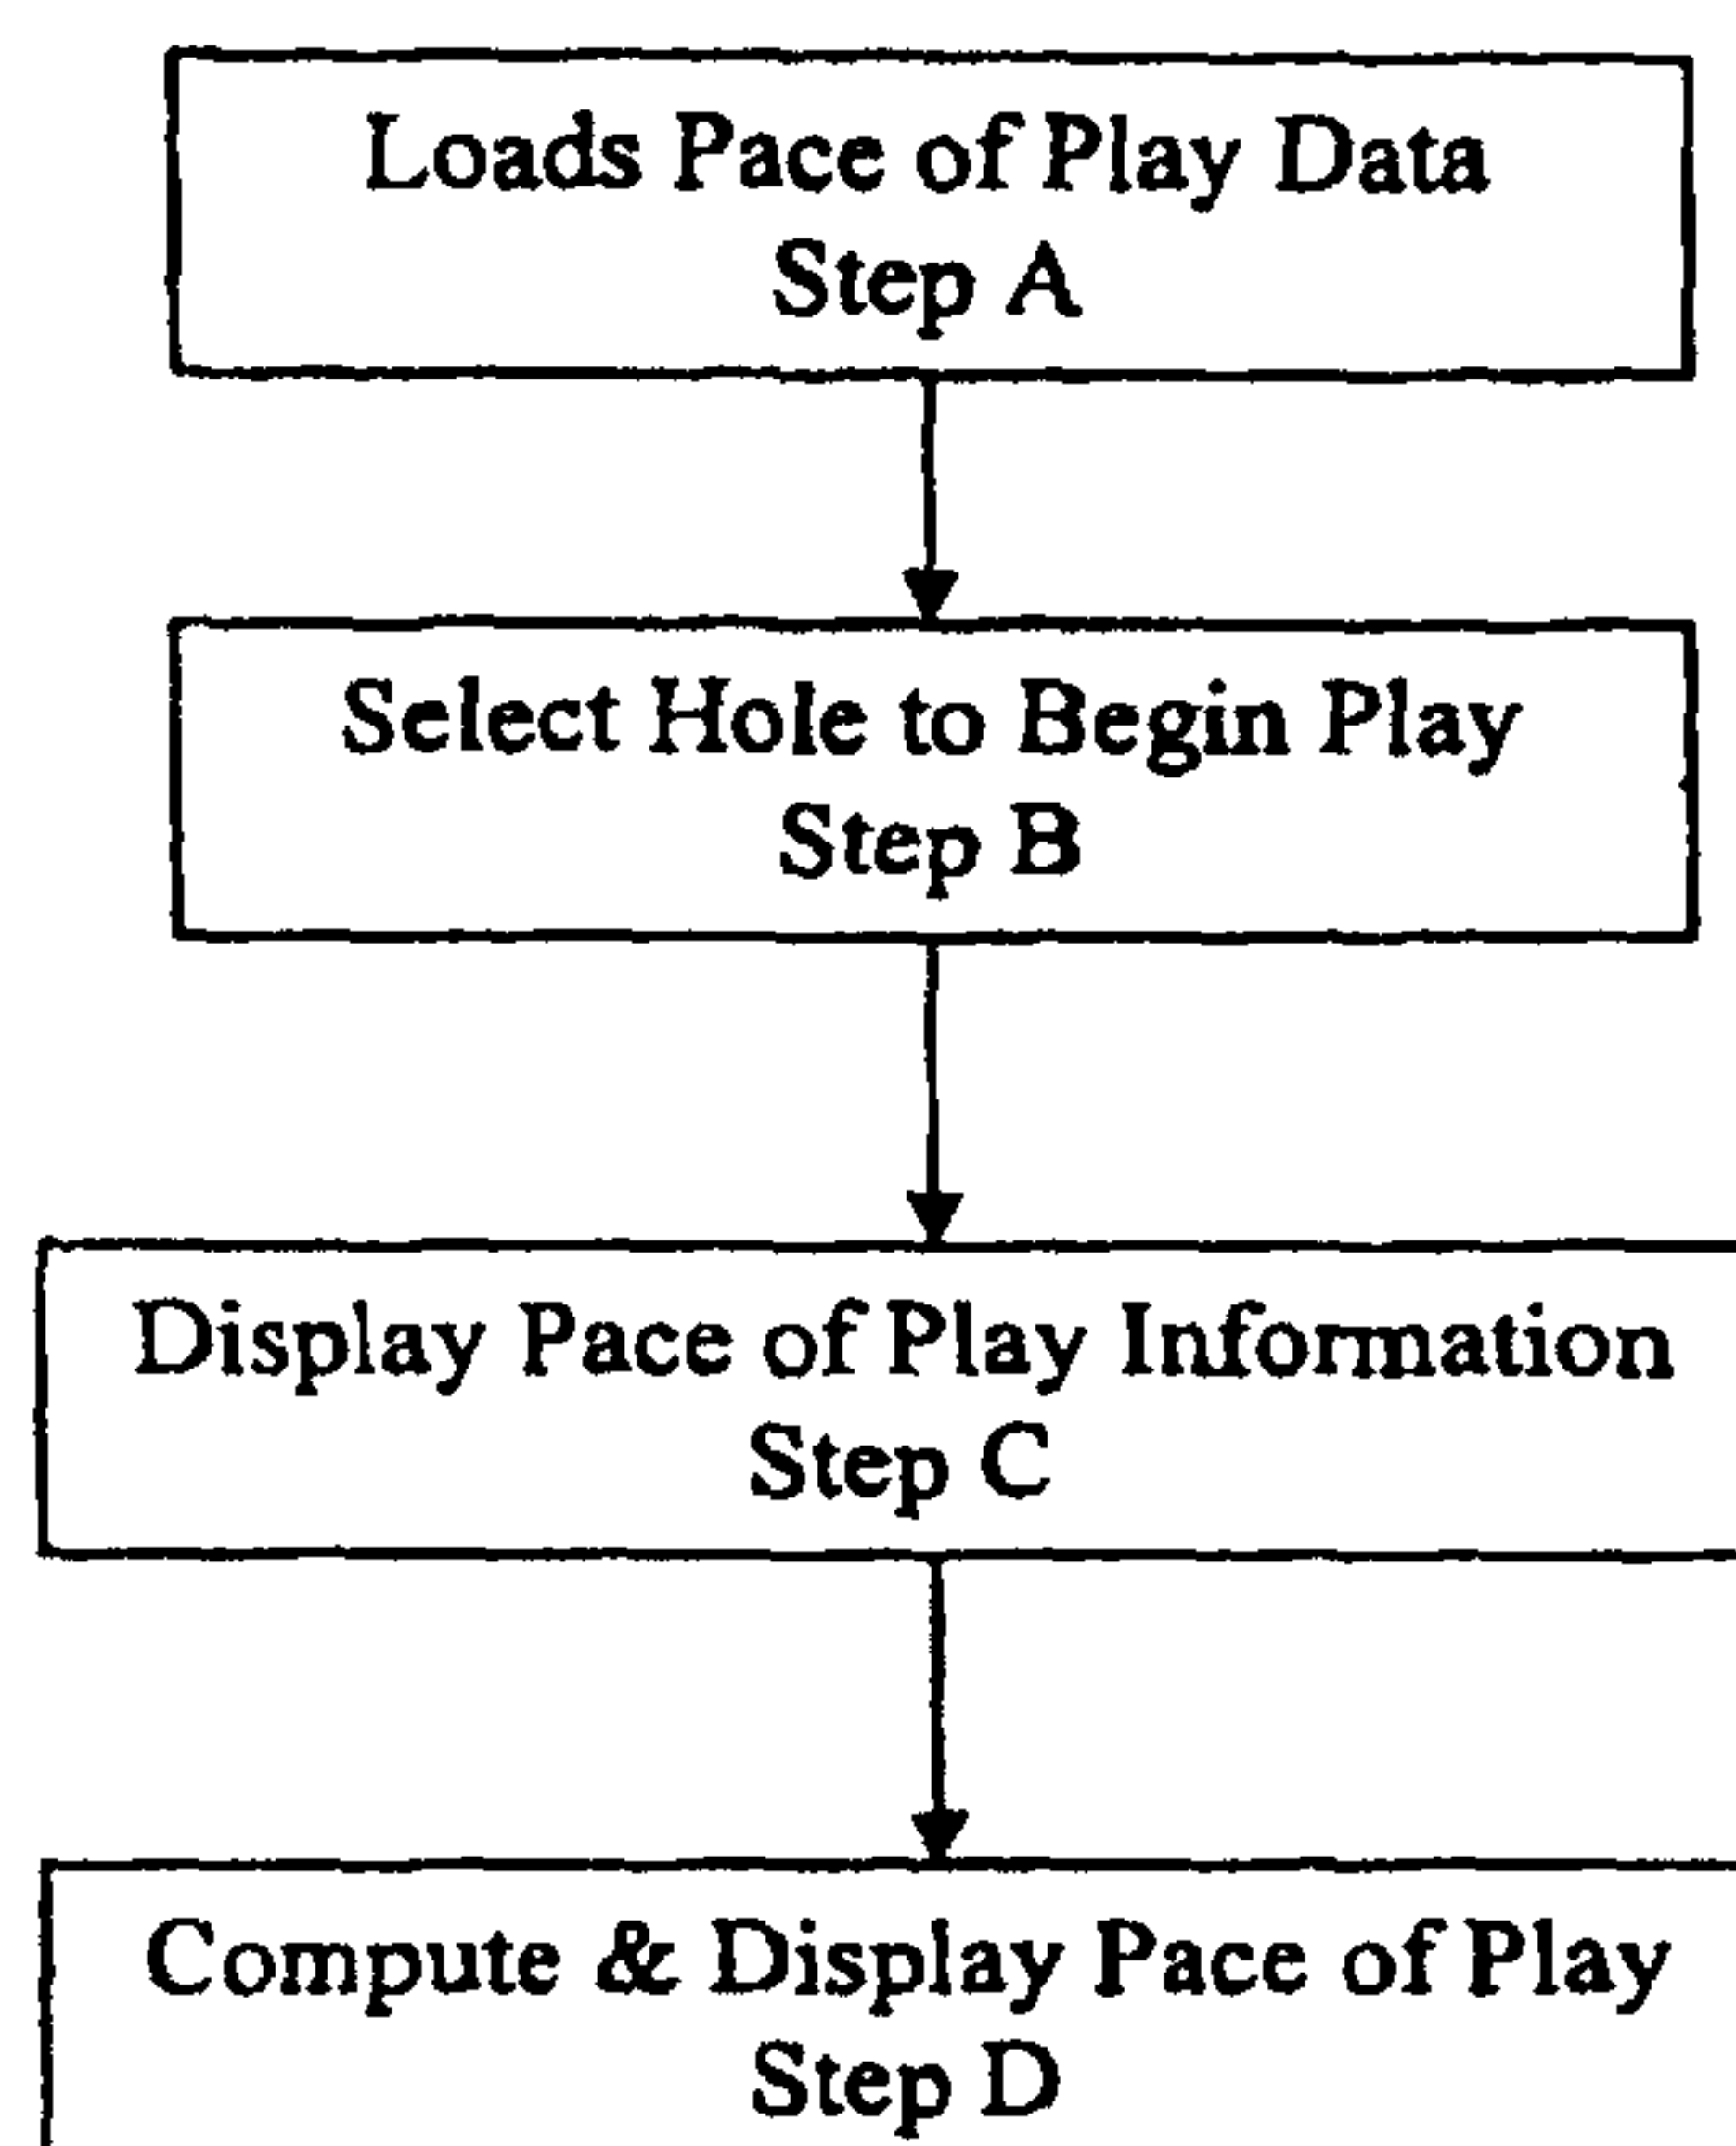 Loads Pace of Play Data
Step A
Select Hole to Begin Play
Step B
Display Pace of Play Information
Step C
Compute & Display Pace of Play
Step D